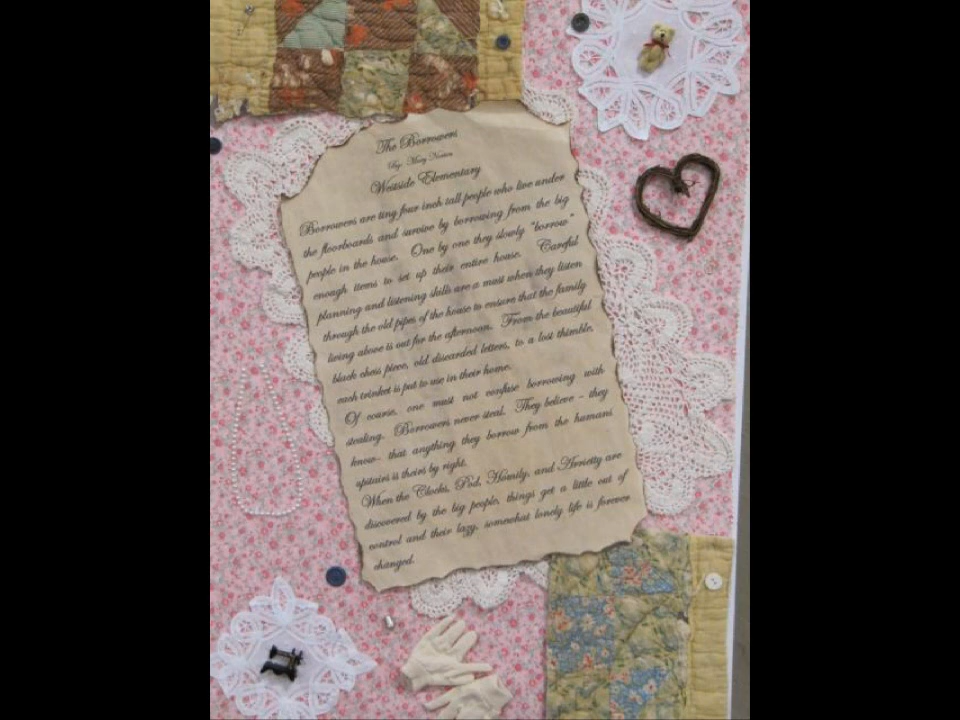 The Borrowers
By: Mary Norton
Westside Elementary
Borrowers are tiny four inch tall people who live under
the floorboards and survive by borrowing from the big
people in the house. One by one they slowly "borrow"
enough items to set up their entire house. Careful
planning and listening skills are a must when they listen
through the old pipes of the house to ensure that the family
living above is out for the afternoon. From the beautiful
black chess piece, old discarded letters, to a lost thimble,
each trinket is put to use in their home.
Of course, one must not confuse borrowing with
stealing. Borrowers never steal. They believe – they
know– that anything they borrow from the humans
upstairs is theirs by right.
When the Clocks, Pod, Homily, and Arrietty are
discovered by the big people, things get a little out of
control and their lazy, somewhat lonely life is forever
changed.